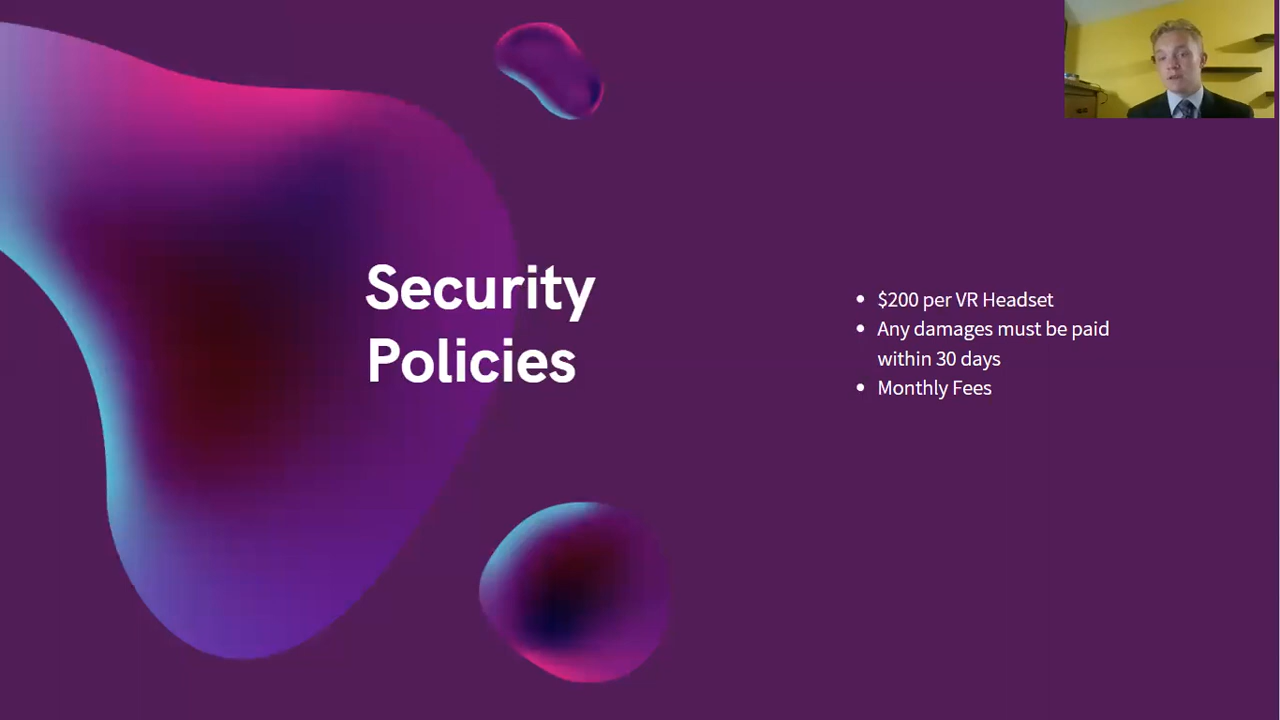 Security
Policies
• $200 per VR Headset
• Any damages must be paid
within 30 days
• Monthly Fees